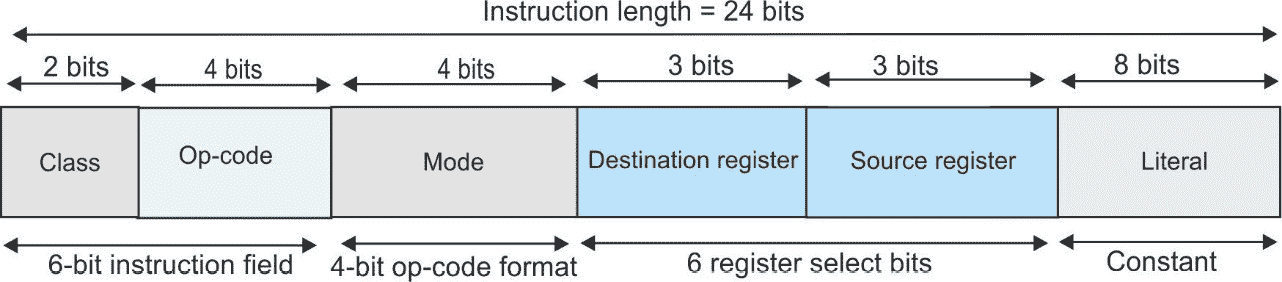 Instruction length = 24 bits
2 bits 4 bits 4 bits 3 bits 3 bits 8 bits
Class Op-code Mode Destination register Source register Literal
6-bit instruction field 4-bit op-code format 6 register select bits Constant